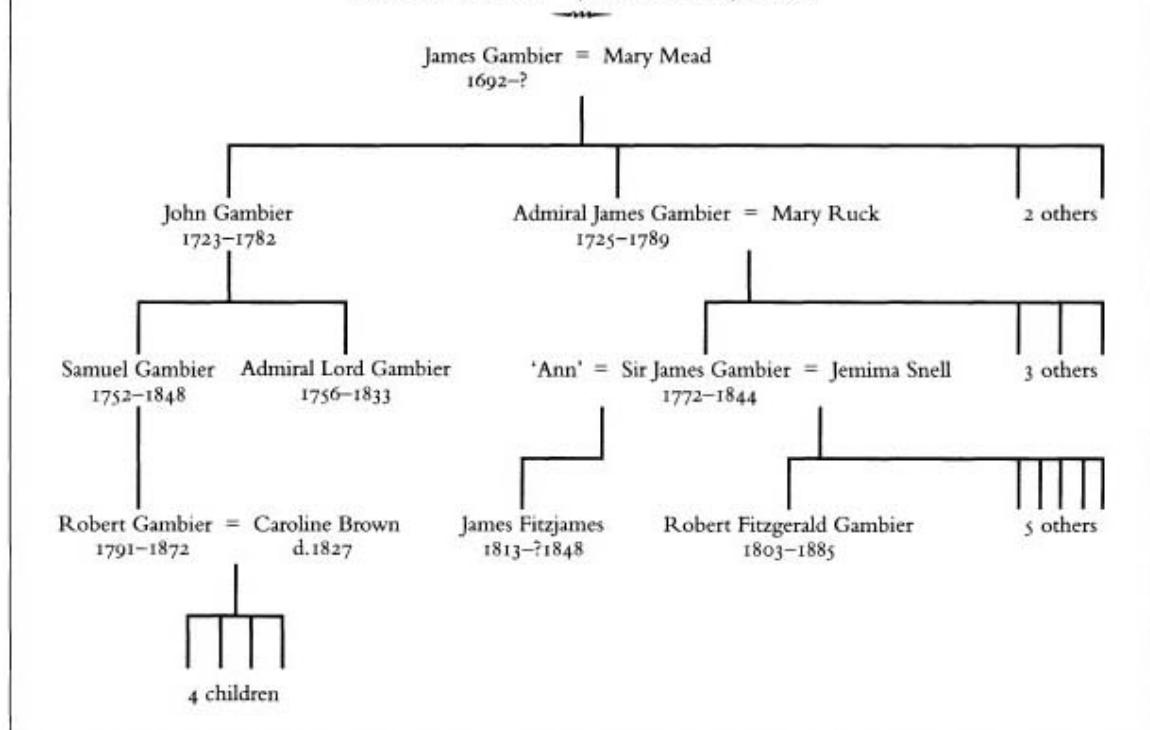 James Gambier = Mary Mead
1692–?
John Gambier
1723–1782
Admiral James Gambier = Mary Ruck
1725–1789
2 others
Samuel Gambier
1752–1848
Admiral Lord Gambier
1756–1833
'Ann' = Sir James Gambier = Jemima Snell
1772–1844
3 others
Robert Gambier = Caroline Brown
1791–1872
d.1827
James Fitzjames
1813–?1848
Robert Fitzgerald Gambier
1803–1885
5 others
4 children